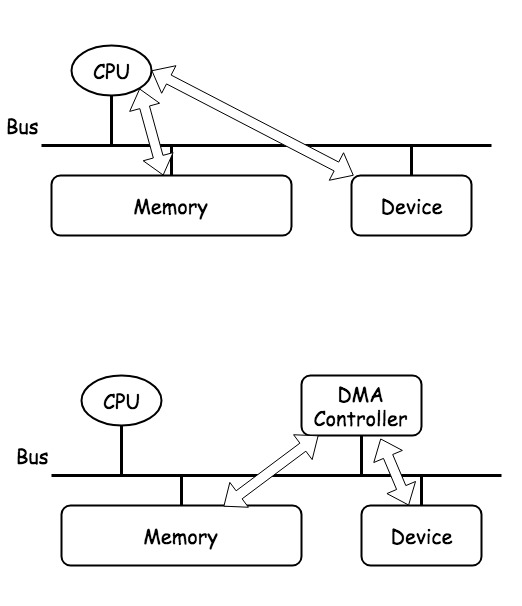 CPU
Bus
Memory
Device
CPU
DMA
Controller
Bus
Memory
Device